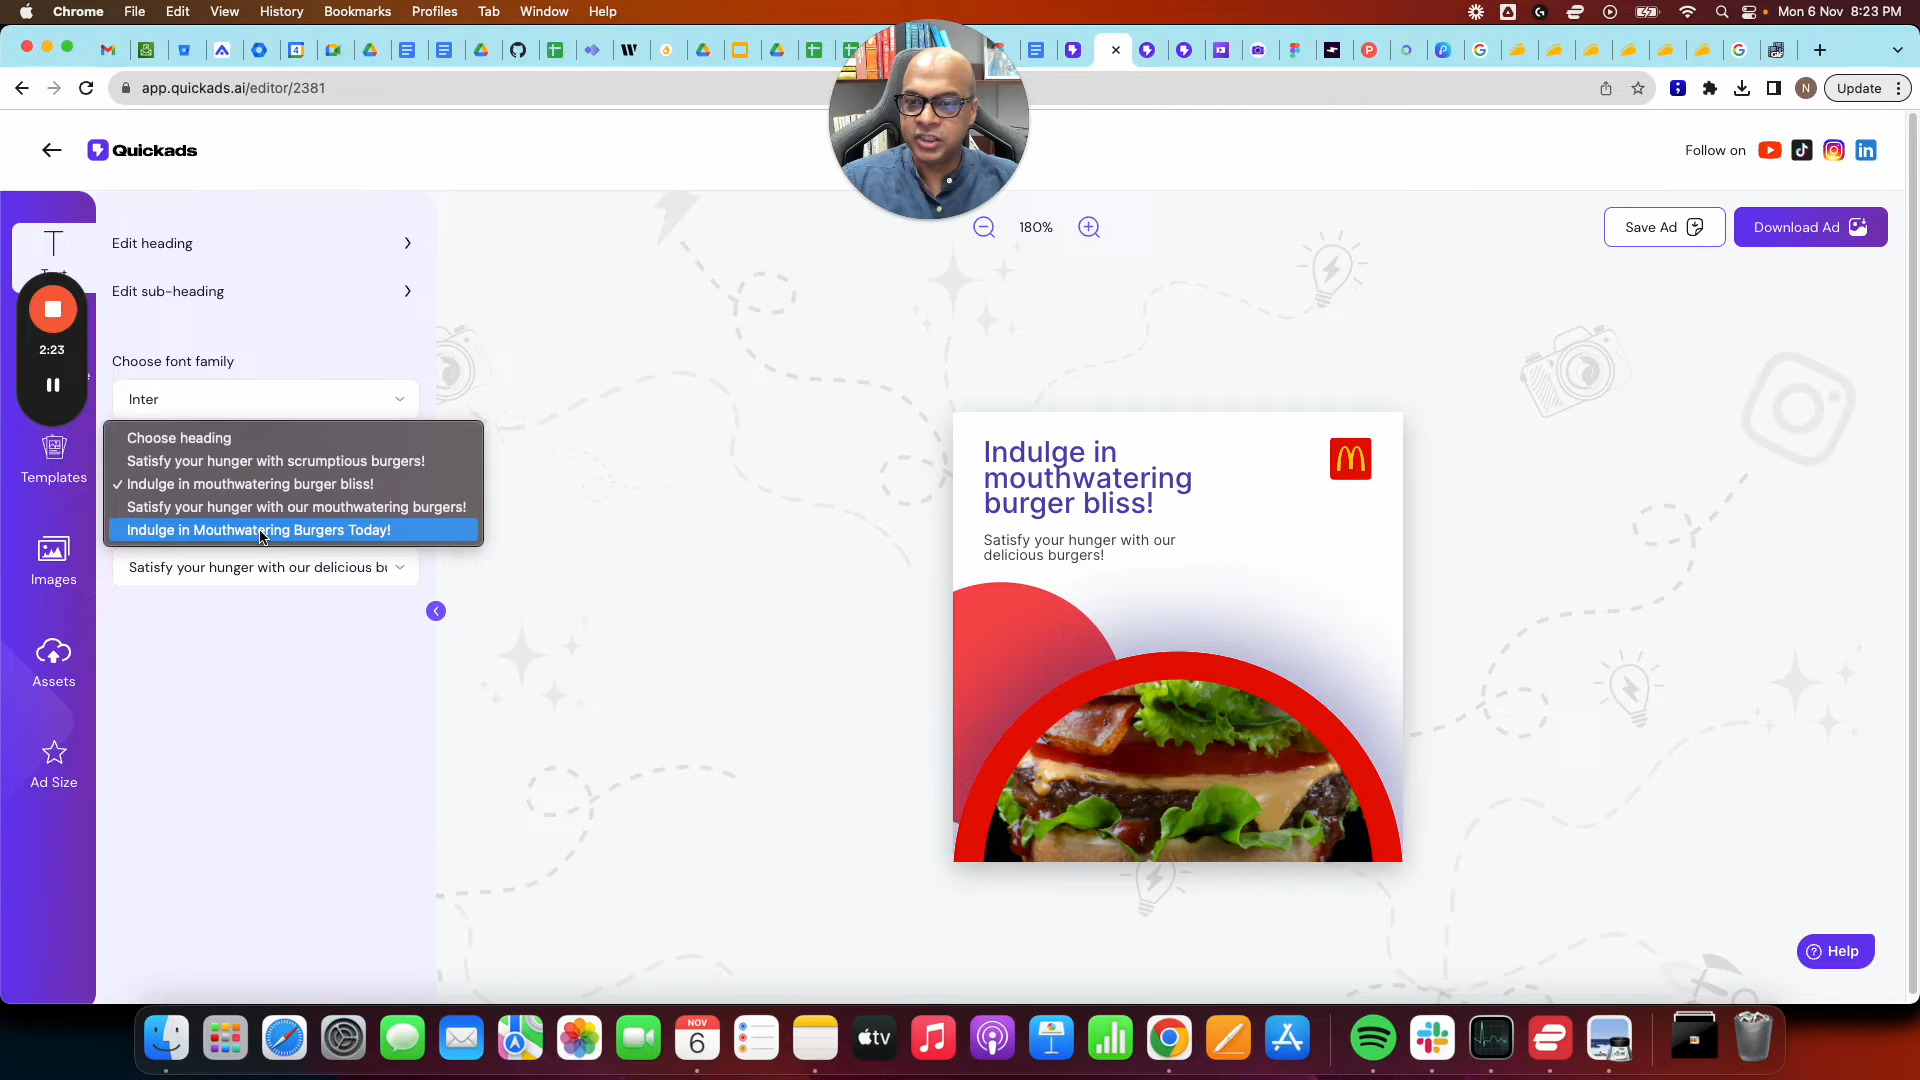 Chrome File Edit View History Bookmarks Profiles Tab Window Help
Mon 6 Nov 8:23 PM
app.quickads.ai/editor/2381
N
Update
Quickads
Follow on
Edit heading
180%
Save Ad
Download Ad
Edit sub-heading
2:23
Choose font family
Inter
Choose heading
Satisfy your hunger with scrumptious burgers!
✓ Indulge in mouthwatering burger bliss!
Satisfy your hunger with our mouthwatering burgers!
Indulge in Mouthwatering Burgers Today!
Satisfy your hunger with our delicious bu
Templates
Images
Assets
Ad Size
Indulge in
mouthwatering
burger bliss!
Satisfy your hunger with our
delicious burgers!
Help
NOV
6
tv